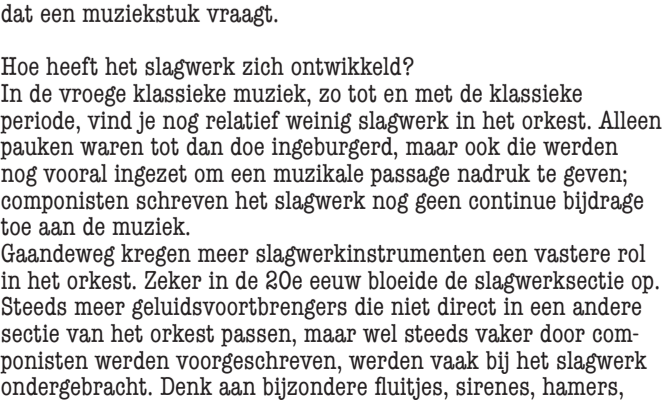 dat een muziekstuk vraagt.

Hoe heeft het slagwerk zich ontwikkeld?
In de vroege klassieke muziek, zo tot en met de klassieke
periode, vind je nog relatief weinig slagwerk in het orkest. Alleen
pauken waren tot dan doe ingeburgerd, maar ook die werden
nog vooral ingezet om een muzikale passage nadruk te geven;
componisten schreven het slagwerk nog geen continue bijdrage
toe aan de muziek.
Gaandeweg kregen meer slagwerkinstrumenten een vastere rol
in het orkest. Zeker in de 20e eeuw bloeide de slagwerksectie op.
Steeds meer geluidsvoortbrengers die niet direct in een andere
sectie van het orkest passen, maar wel steeds vaker door com-
ponisten werden voorgeschreven, werden vaak bij het slagwerk
ondergebracht. Denk aan bijzondere fluitjes, sirenes, hamers,